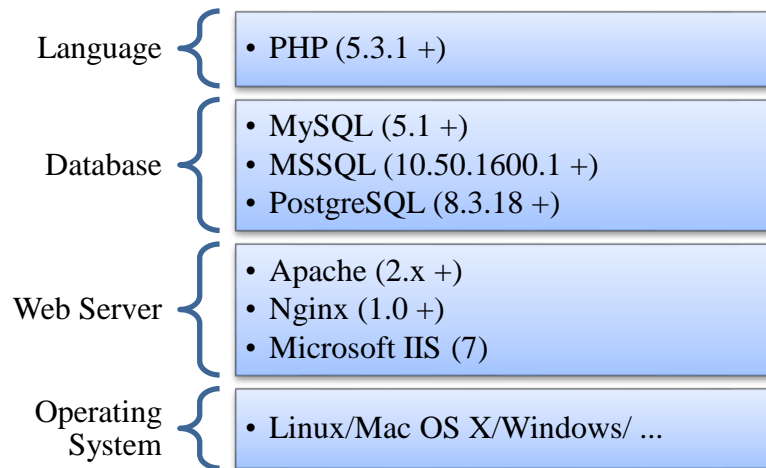 Language
• PHP (5.3.1 +)
Database
• MySQL (5.1 +)
• MSSQL (10.50.1600.1 +)
• PostgreSQL (8.3.18 +)
Web Server
• Apache (2.x +)
• Nginx (1.0 +)
• Microsoft IIS (7)
Operating
System
• Linux/Mac OS X/Windows/ ...